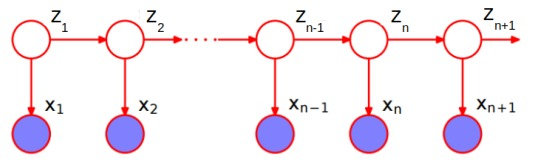 Z₁ Z₂ Zₙ₋₁ Zₙ Zₙ₊₁
x₁ x₂ xₙ₋₁ xₙ xₙ₊₁